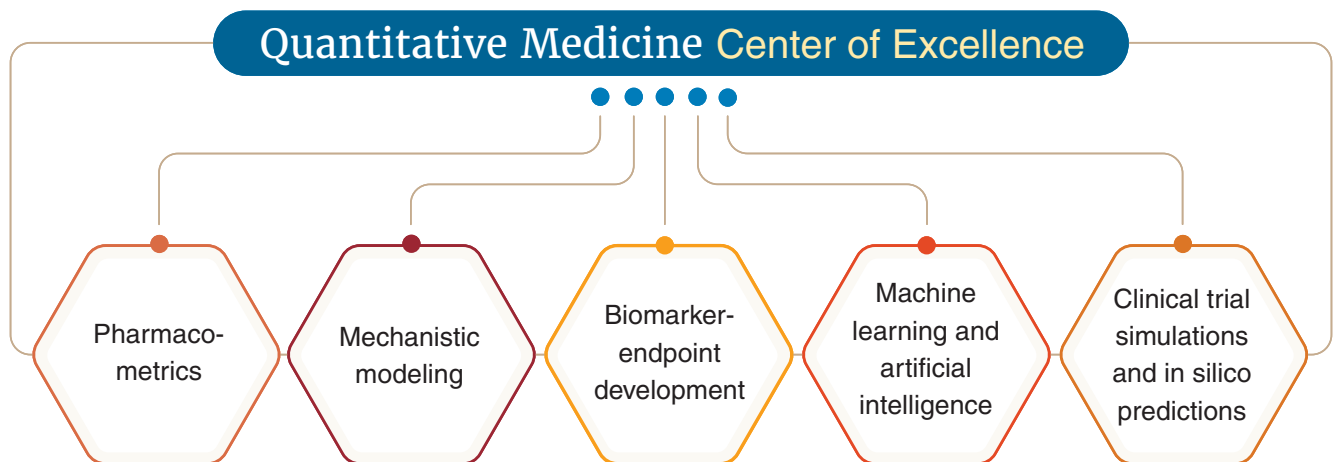 Quantitative Medicine Center of Excellence
Pharmaco-
metrics
Mechanistic
modeling
Biomarker-
endpoint
development
Machine
learning and
artificial
intelligence
Clinical trial
simulations
and in silico
predictions